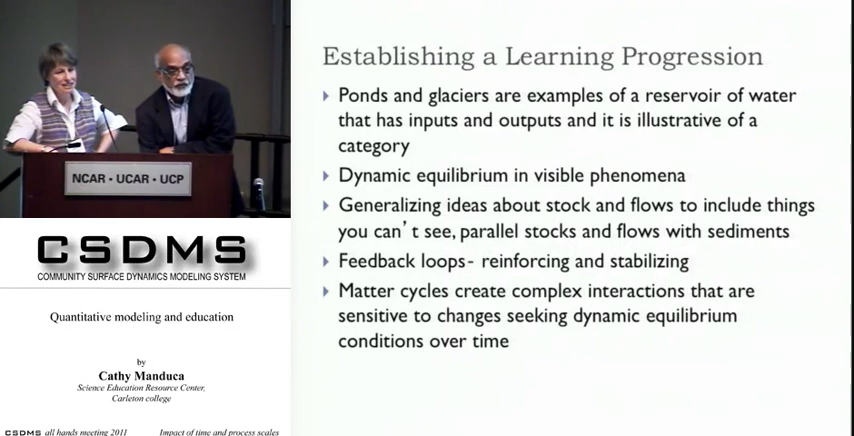 NCAR • UCAR • UCP
CSDMS
COMMUNITY SURFACE DYNAMICS MODELING SYSTEM
Quantitative modeling and education
by
Cathy Manduca
Science Education Resource Center,
Carleton college
CSDMS all hands meeting 2011 Impact of time and process scales
Establishing a Learning Progression
Ponds and glaciers are examples of a reservoir of water
that has inputs and outputs and it is illustrative of a
category
Dynamic equilibrium in visible phenomena
Generalizing ideas about stock and flows to include things
you can't see, parallel stocks and flows with sediments
Feedback loops- reinforcing and stabilizing
Matter cycles create complex interactions that are
sensitive to changes seeking dynamic equilibrium
conditions over time